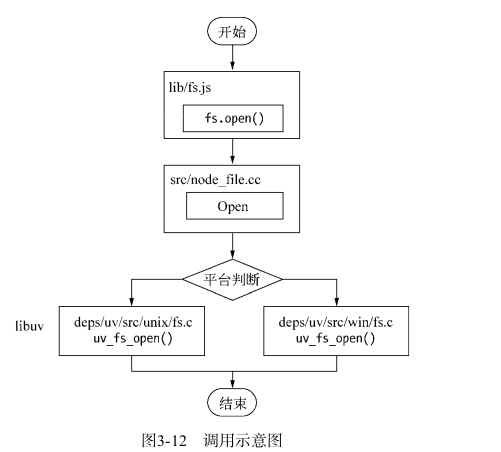 开始
lib/fs.js
fs.open()
src/node_file.cc
Open
平台判断
libuv
deps/uv/src/unix/fs.c
uv_fs_open()
deps/uv/src/win/fs.c
uv_fs_open()
结束
图3-12 调用示意图